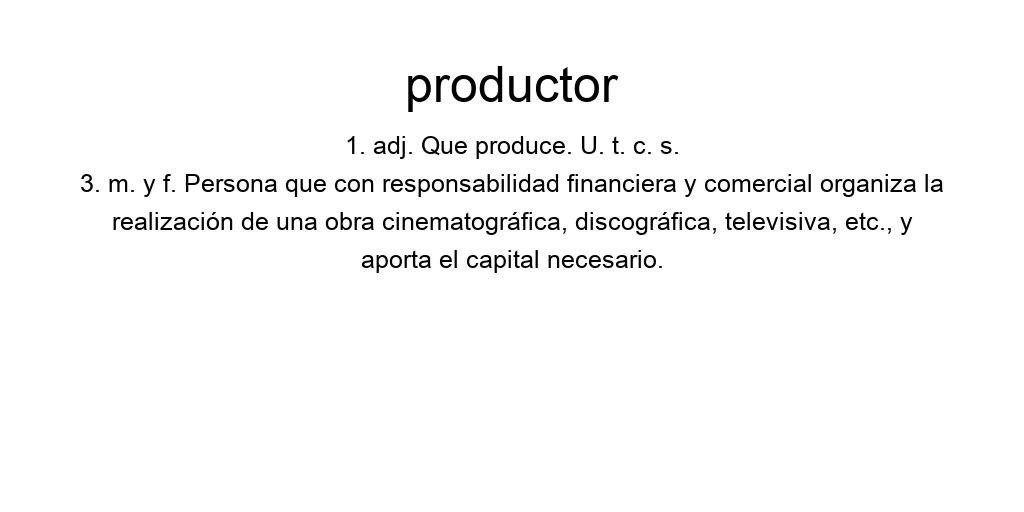 productor
1. adj. Que produce. U. t. c. s.
3. m. y f. Persona que con responsabilidad financiera y comercial organiza la
realización de una obra cinematográfica, discográfica, televisiva, etc., y
aporta el capital necesario.